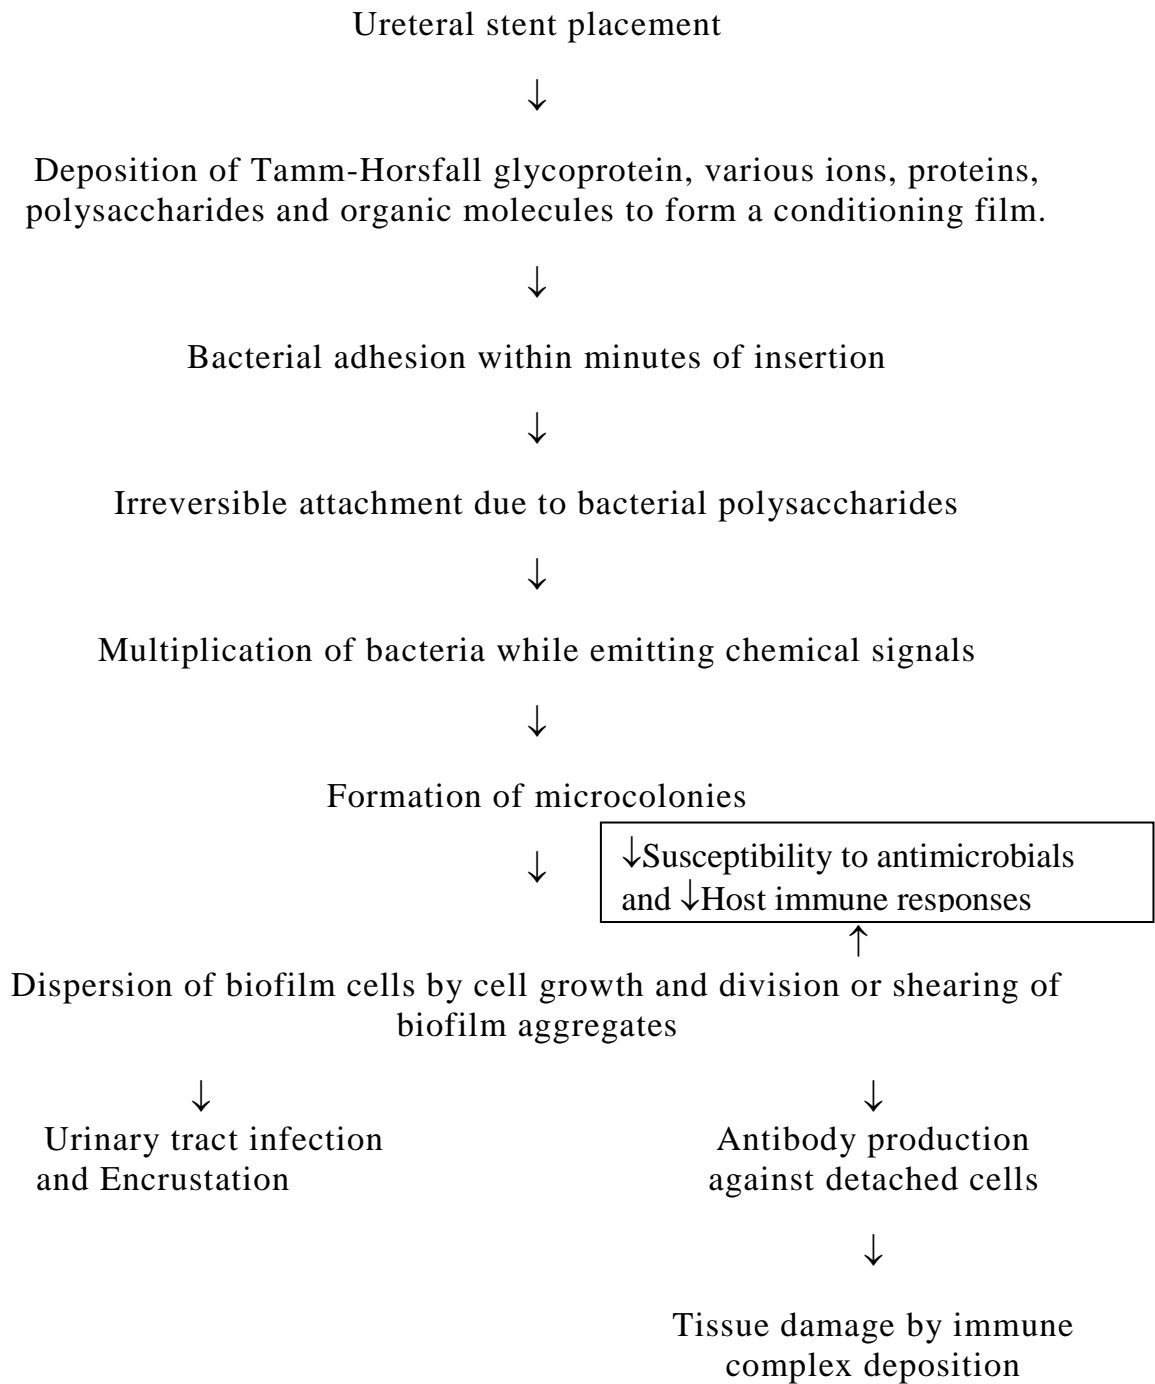 Ureteral stent placement
↓
Deposition of Tamm-Horsfall glycoprotein, various ions, proteins,
polysaccharides and organic molecules to form a conditioning film.
↓
Bacterial adhesion within minutes of insertion
↓
Irreversible attachment due to bacterial polysaccharides
↓
Multiplication of bacteria while emitting chemical signals
↓
Formation of microcolonies
↓
↓Susceptibility to antimicrobials
and ↓Host immune responses
↑
Dispersion of biofilm cells by cell growth and division or shearing of
biofilm aggregates
↓
Urinary tract infection
and Encrustation
↓
Antibody production
against detached cells
↓
Tissue damage by immune
complex deposition